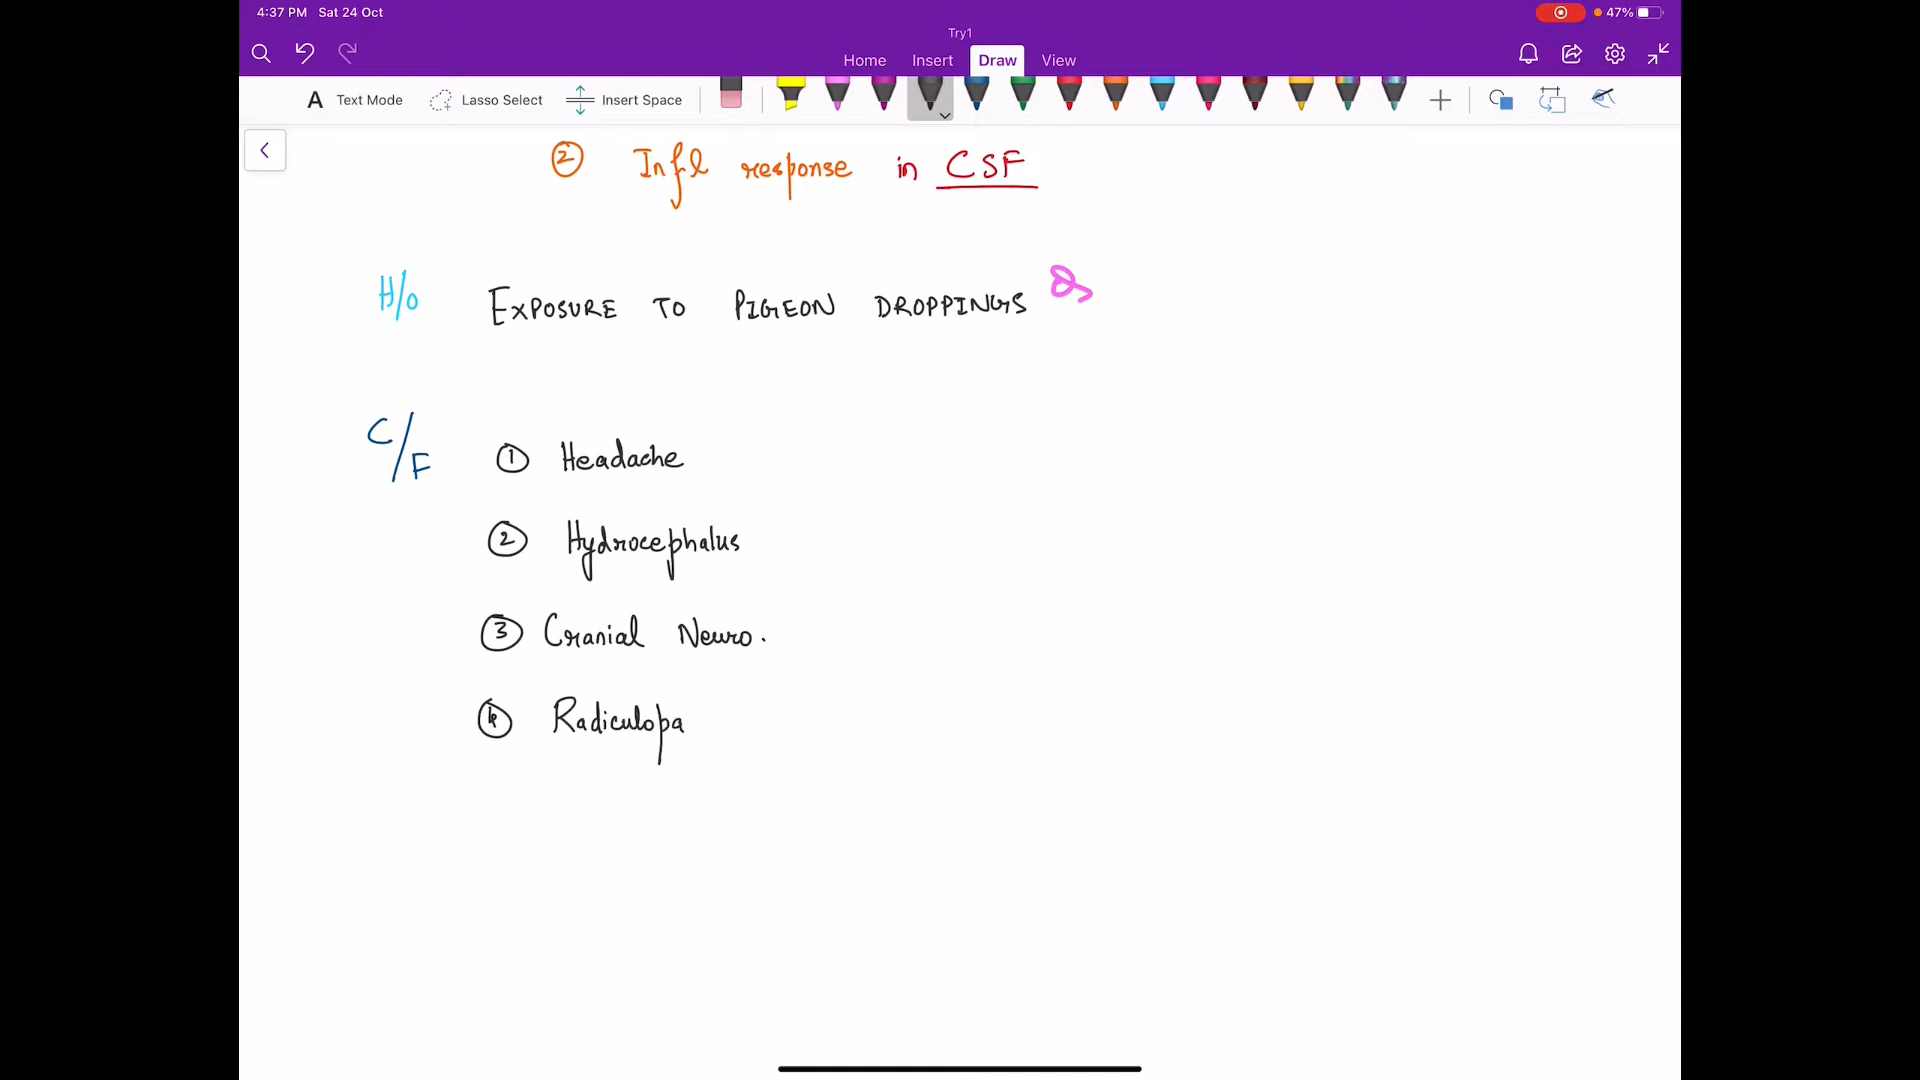 4:37 PM Sat 24 Oct
47%
Try1
Home Insert Draw View
A Text Mode Lasso Select Insert Space
② Infl response in CSF
H/O EXPOSURE TO PIGEON DROPPINGS
C/F ① Headache
② Hydrocephalus
③ Cranial Neuro.
④ Radiculopa